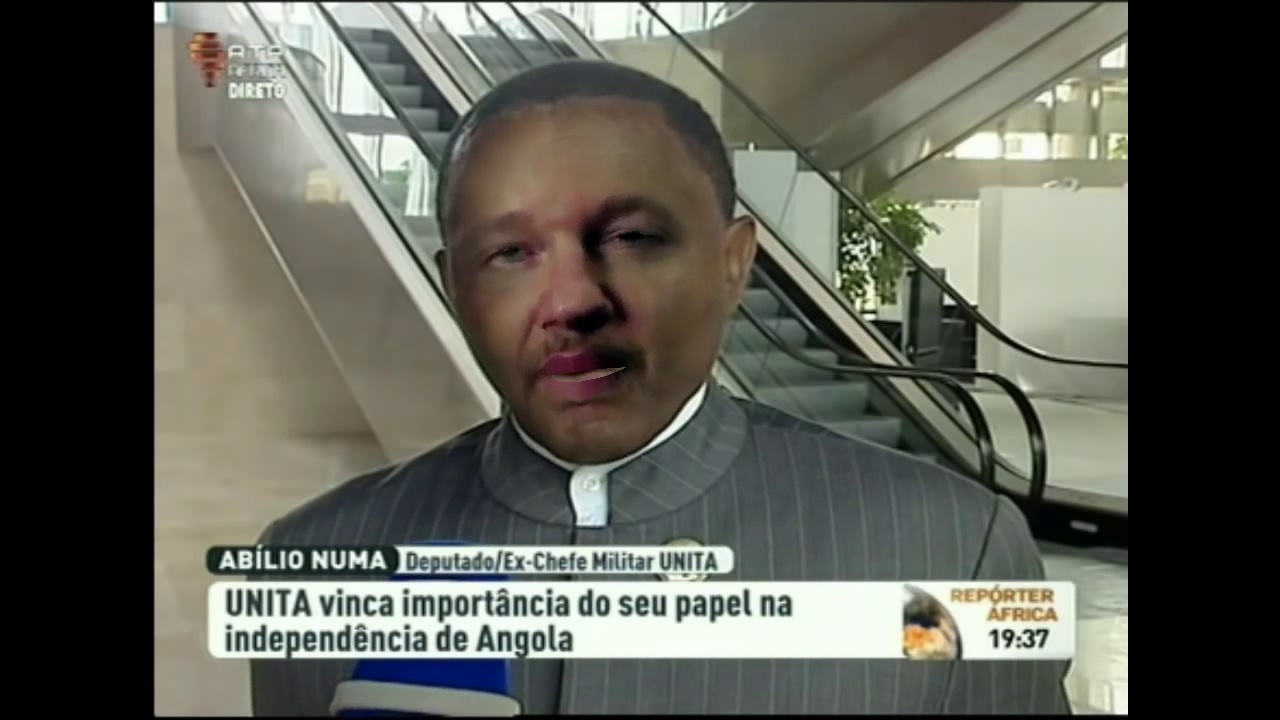 DIRETO
ABÍLIO NUMA Deputado/Ex-Chefe Militar UNITA
UNITA vinca importância do seu papel na
independência de Angola
REPÓRTER
ÁFRICA
19:37